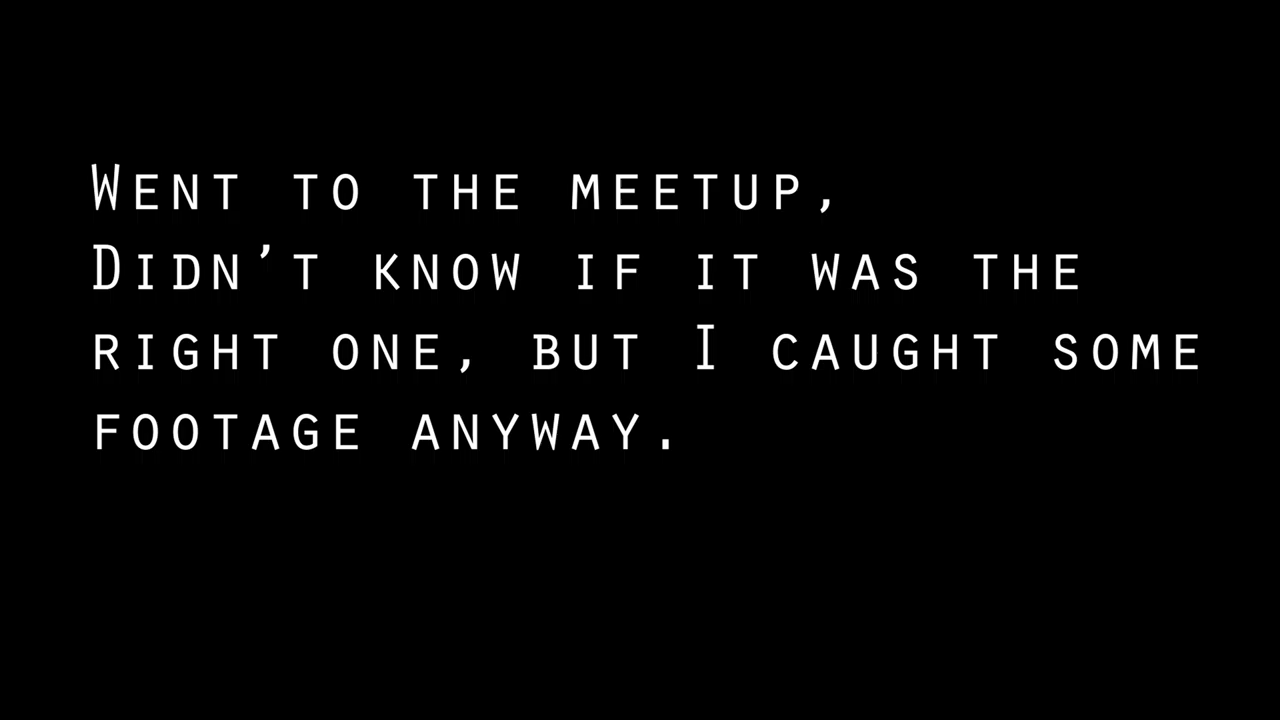 Went to the meetup,
Didn’t know if it was the
right one, but I caught some
footage anyway.